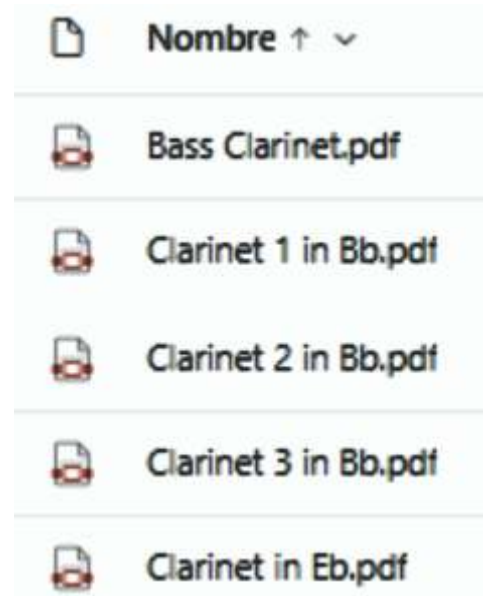 Nombre ↑
Bass Clarinet.pdf
Clarinet 1 in Bb.pdf
Clarinet 2 in Bb.pdf
Clarinet 3 in Bb.pdf
Clarinet in Eb.pdf